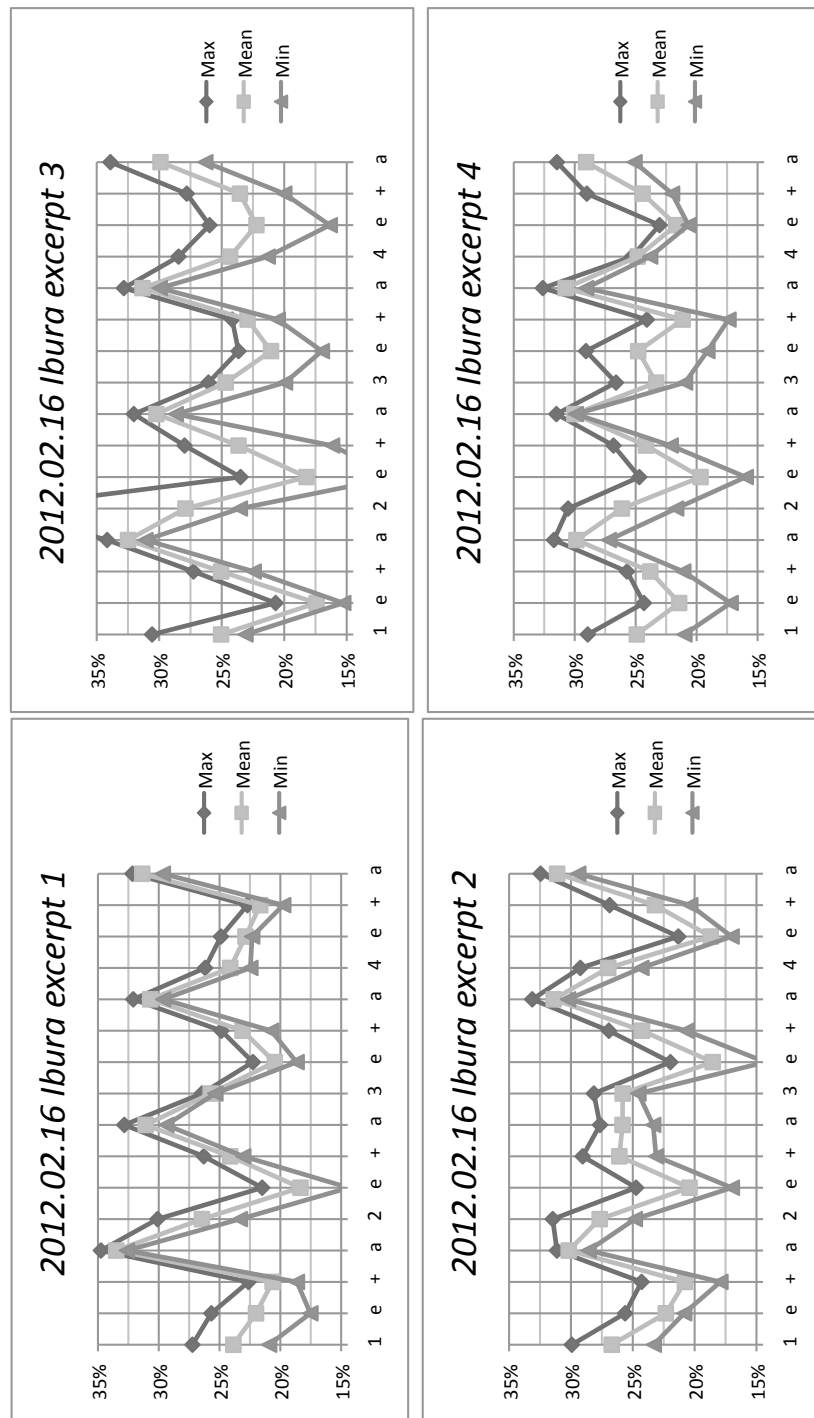 2012.02.16 Ibura excerpt 1
35%
30%
25%
20%
15%
1 e + a 2 e + a 3 e + a 4 e + a
Max
Mean
Min
2012.02.16 Ibura excerpt 3
35%
30%
25%
20%
15%
1 e + a 2 e + a 3 e + a 4 e + a
Max
Mean
Min
2012.02.16 Ibura excerpt 2
35%
30%
25%
20%
15%
1 e + a 2 e + a 3 e + a 4 e + a
Max
Mean
Min
2012.02.16 Ibura excerpt 4
35%
30%
25%
20%
15%
1 e + a 2 e + a 3 e + a 4 e + a
Max
Mean
Min